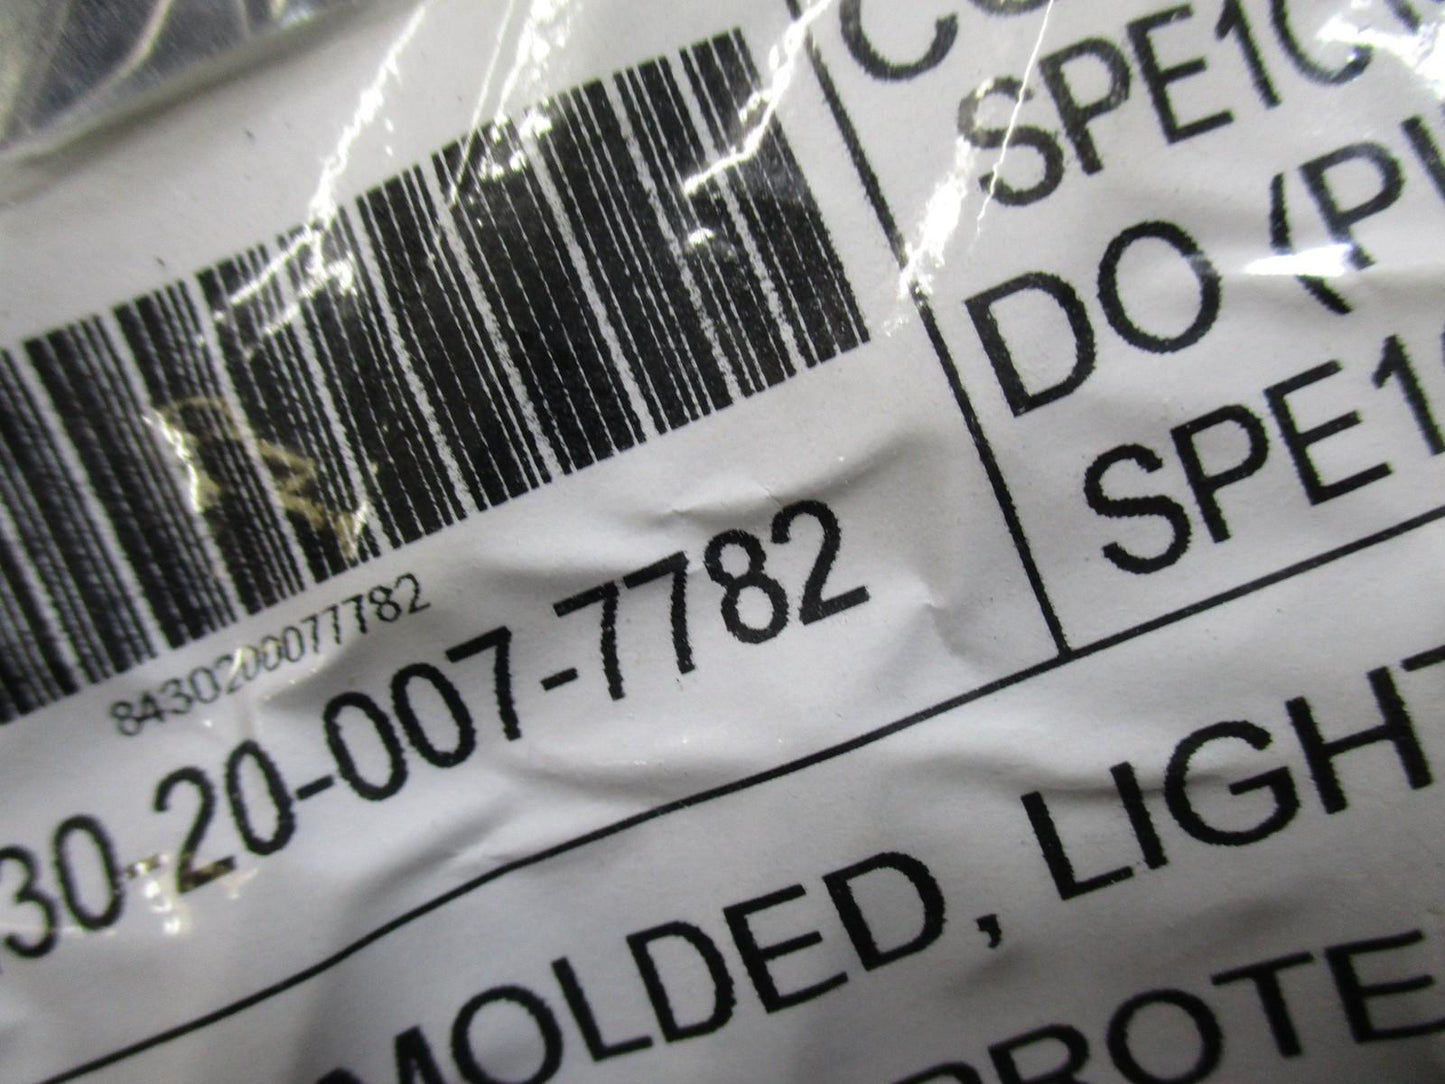 SPE1C
DO (P
SPE1
8430200077782
30-20-007-7782
MOLDED, LIGHT
PROTE